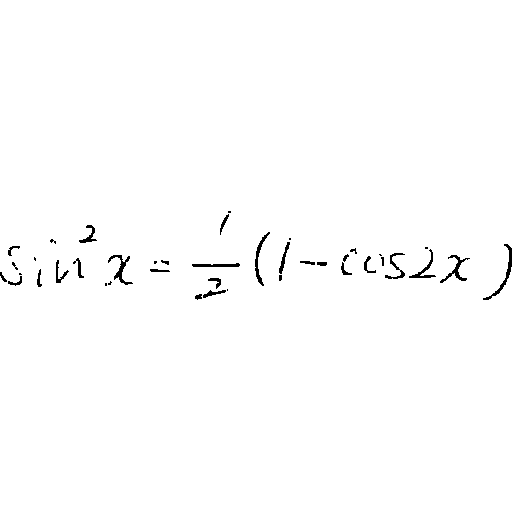 sin²x = 1/2 (1 - cos2x)